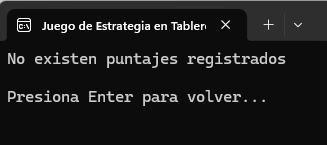 Juego de Estrategia en Tablero
No existen puntajes registrados
Presiona Enter para volver...